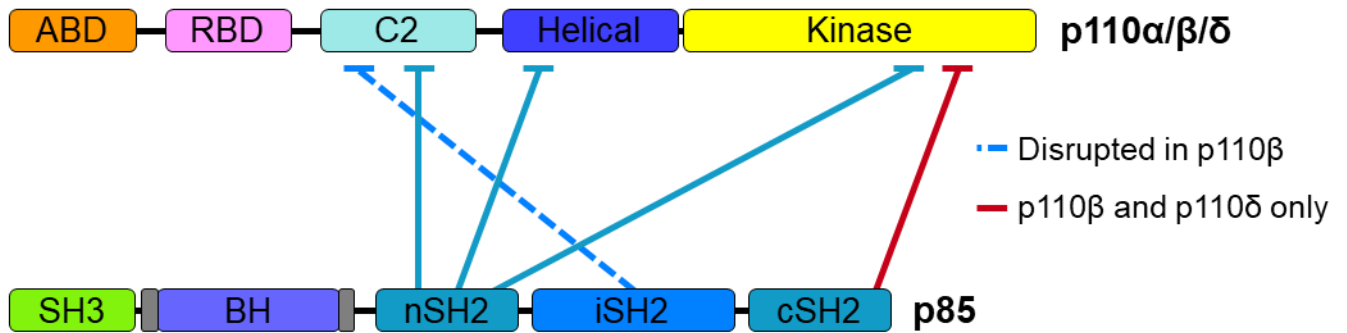 ABD RBD C2 Helical Kinase p110α/β/δ
Disrupted in p110β
p110β and p110δ only
SH3 BH nSH2 iSH2 cSH2 p85